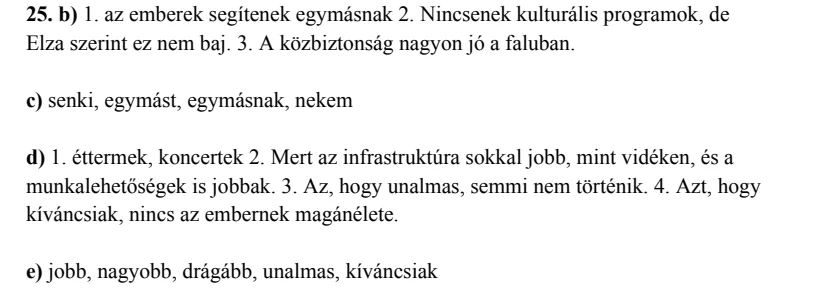 25. b) 1. az emberek segítenek egymásnak 2. Nincsenek kulturális programok, de
Elza szerint ez nem baj. 3. A közbiztonság nagyon jó a faluban.
c) senki, egymást, egymásnak, nekem
d) 1. éttermek, koncertek 2. Mert az infrastruktúra sokkal jobb, mint vidéken, és a
munkalehetőségek is jobbak. 3. Az, hogy unalmas, semmi nem történik. 4. Azt, hogy
kíváncsiak, nincs az embernek magánélete.
e) jobb, nagyobb, drágább, unalmas, kíváncsiak